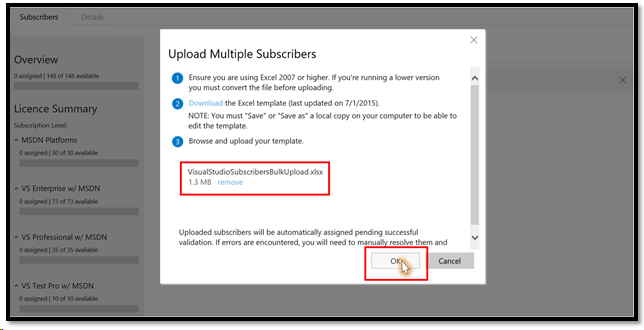 Subscribers
Details
Overview
0 assigned | 148 of 148 available
Licence Summary
Subscription Level:
MSDN Platforms
0 assigned | 30 of 30 available
VS Enterprise w/ MSDN
0 assigned | 73 of 73 available
VS Professional w/ MSDN
0 assigned | 35 of 35 available
VS Test Pro w/ MSDN
0 assigned | 10 of 10 available
Upload Multiple Subscribers
1 Ensure you are using Excel 2007 or higher. If you're running a lower version
you must convert the file before uploading.
2 Download the Excel template (last updated on 7/1/2015).
NOTE: You must "Save" or "Save as" a local copy on your computer to be able to
edit the template.
3 Browse and upload your template.
VisualStudioSubscribersBulkUpload.xlsx
1.3 MB remove
Uploaded subscribers will be automatically assigned pending successful
validation. If errors are encountered, you will need to manually resolve them and
OK
Cancel